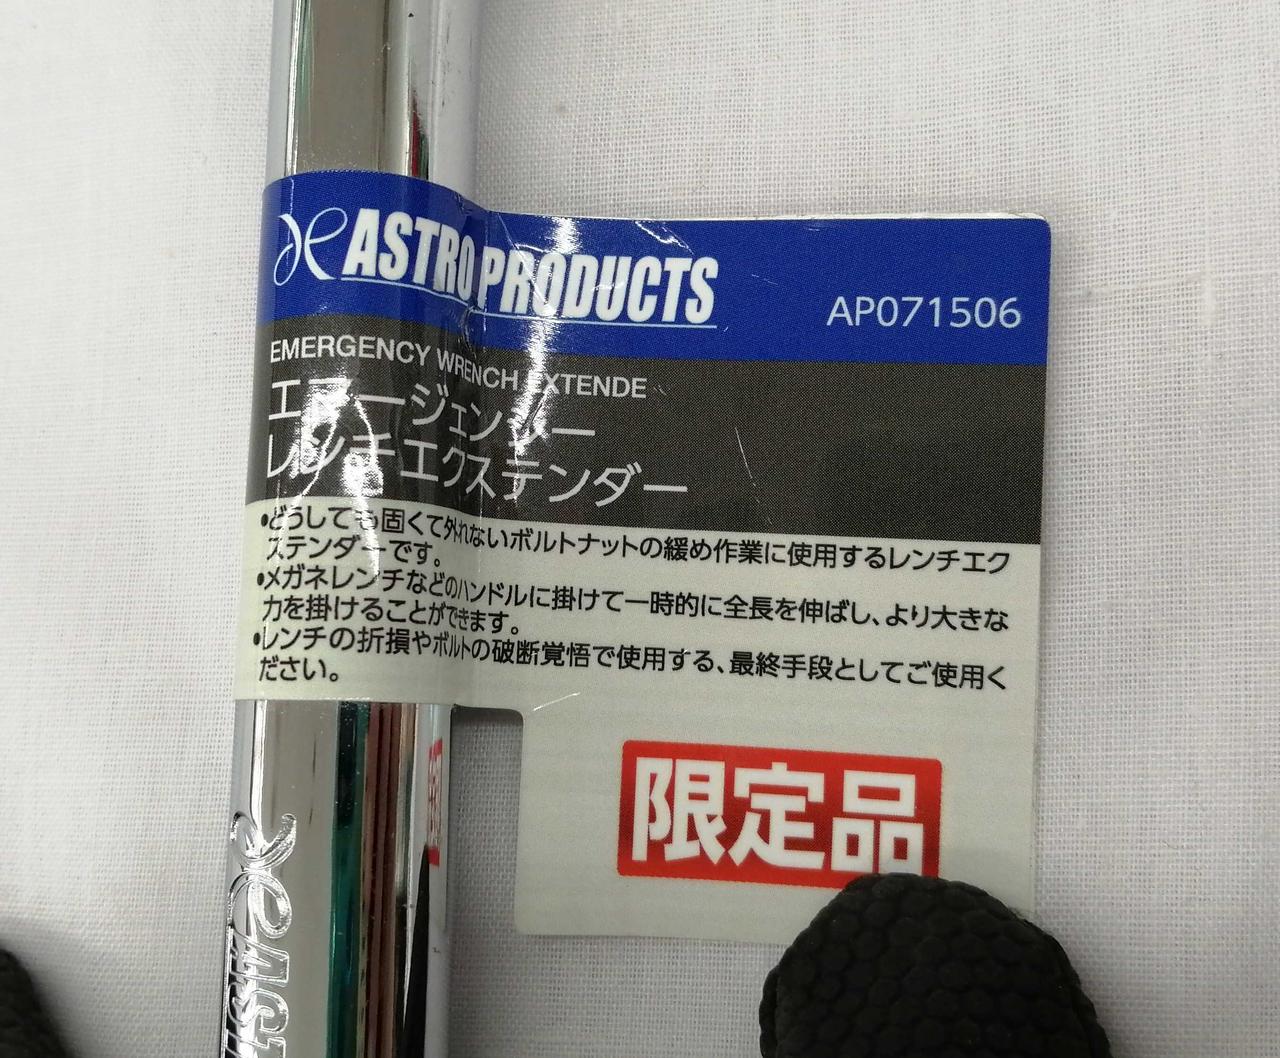 ASTRO PRODUCTS
AP071506
EMERGENCY WRENCH EXTENDE
エマージェンシー
レンチエクステンダー
•どうしても固くて外れないボルトナットの緩め作業に使用するレンチエク
ステンダーです。
•メガネレンチなどのハンドルに掛けて一時的に全長を伸ばし、より大きな
力を掛けることができます。
•レンチの折損やボルトの破断覚悟で使用する、最終手段としてご使用く
ださい。
限定品
AST